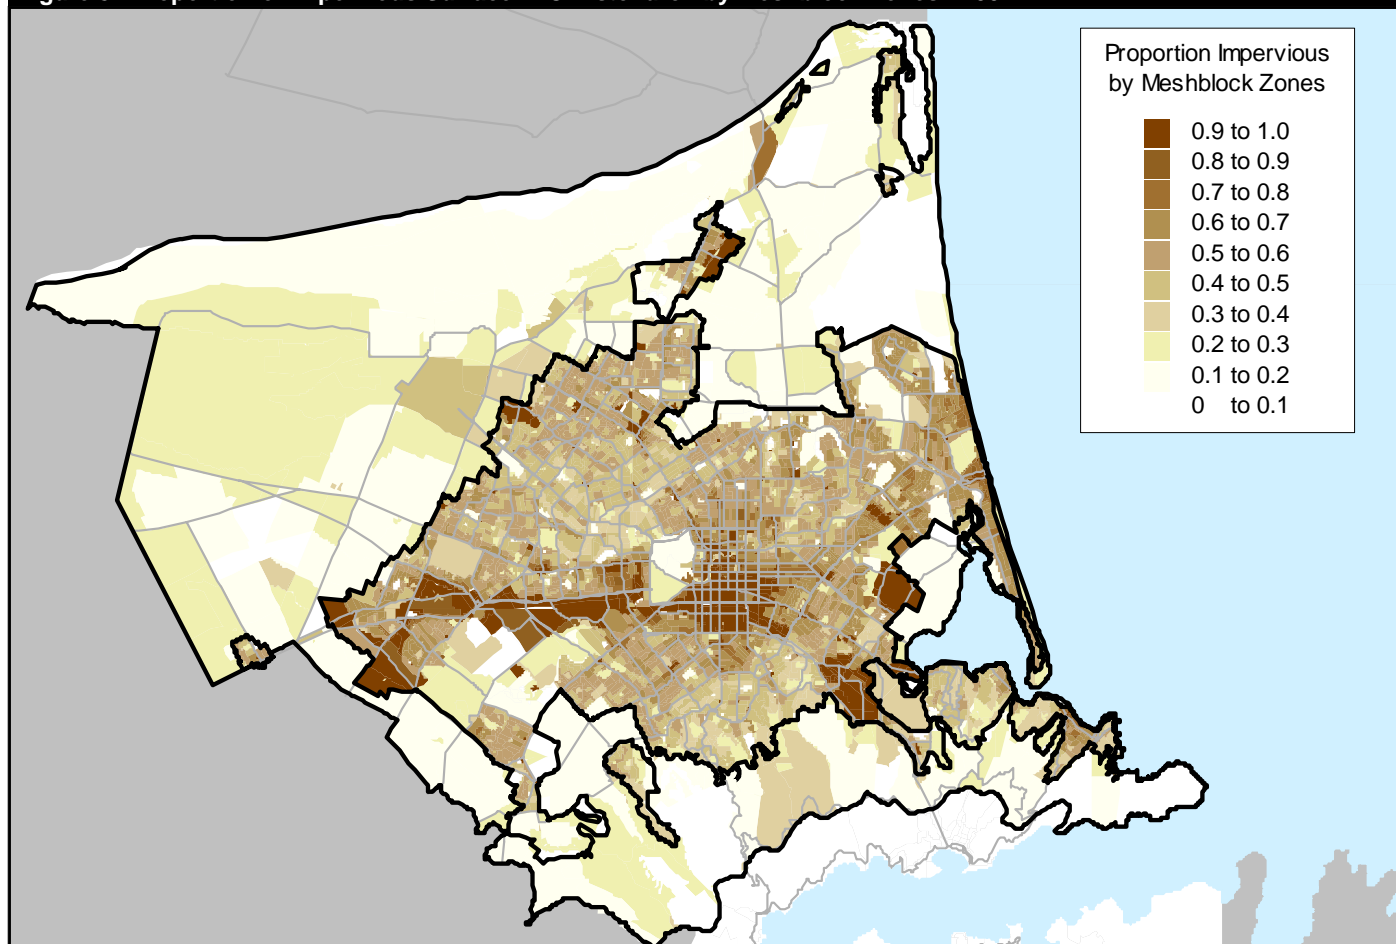 Proportion Impervious
by Meshblock Zones
0.9 to 1.0
0.8 to 0.9
0.7 to 0.8
0.6 to 0.7
0.5 to 0.6
0.4 to 0.5
0.3 to 0.4
0.2 to 0.3
0.1 to 0.2
0 to 0.1